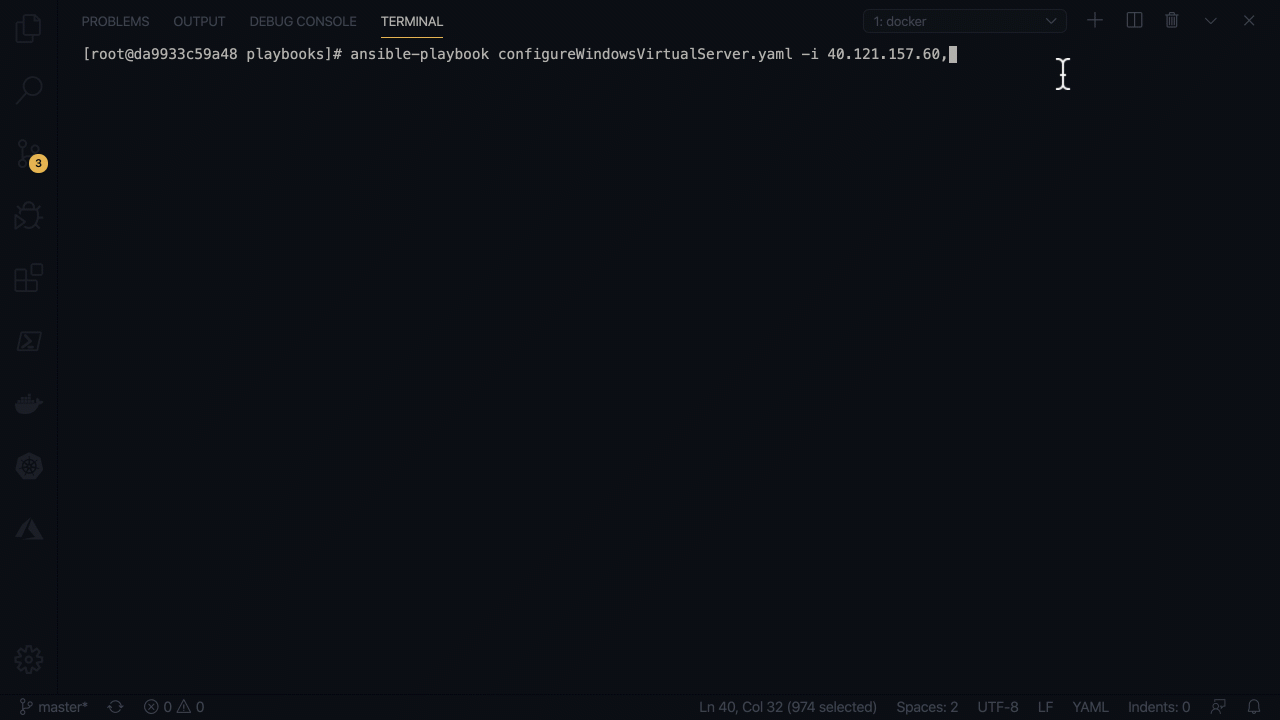 PROBLEMS OUTPUT DEBUG CONSOLE TERMINAL 1: docker
[root@da9933c59a48 playbooks]# ansible-playbook configureWindowsVirtualServer.yaml -i 40.121.157.60,
3
master* 0 0 Ln 40, Col 32 (974 selected) Spaces: 2 UTF-8 LF YAML Indents: 0